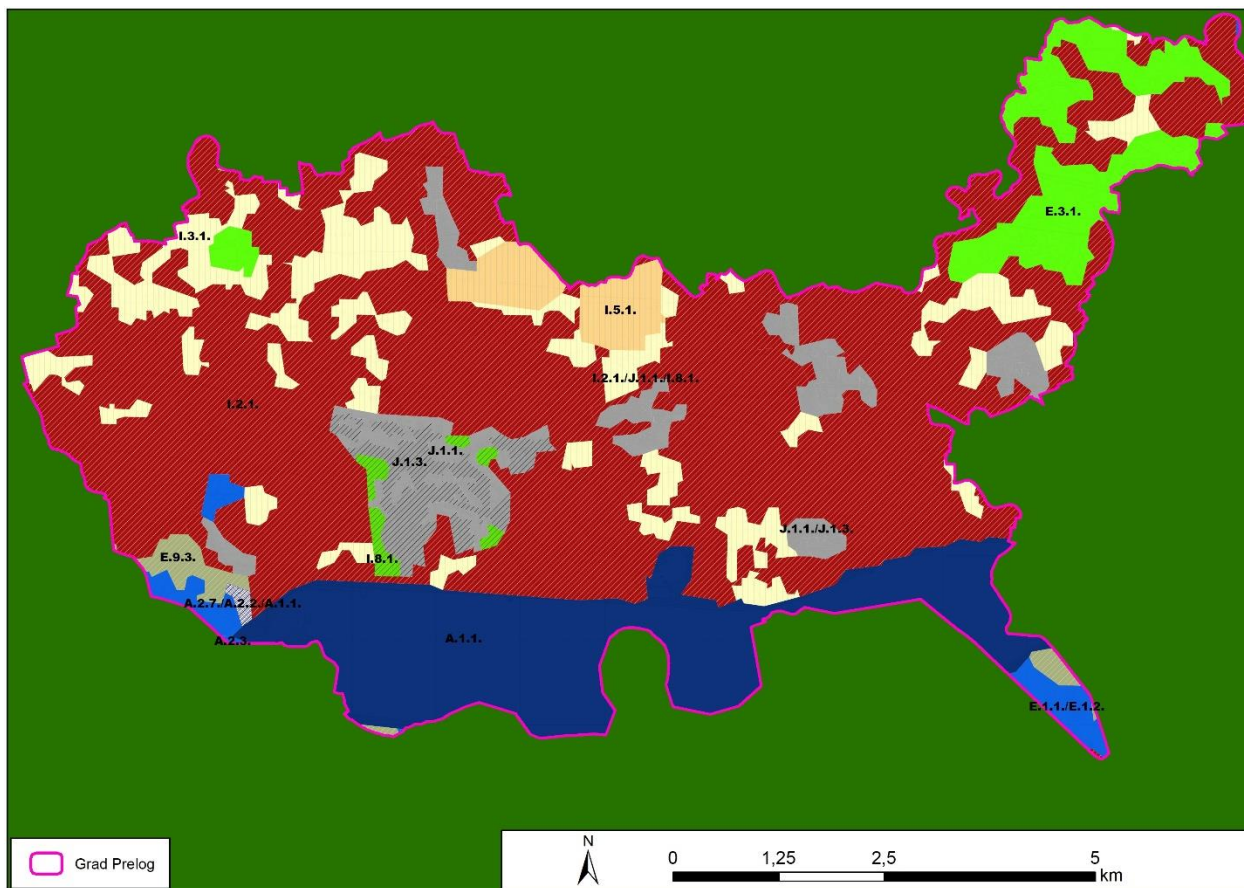 E.3.1.
I.3.1.
I.5.1.
I.2.1./J.1.1./I.8.1.
I.2.1.
J.1.1.
J.1.3.
J.1.1./J.1.3.
E.9.3.
I.8.1.
A.2.7./A.2.2./A.1.1.
A.2.3.
A.1.1.
E.1.1./E.1.2.
Grad Prelog
N
0 1,25 2,5 5
km